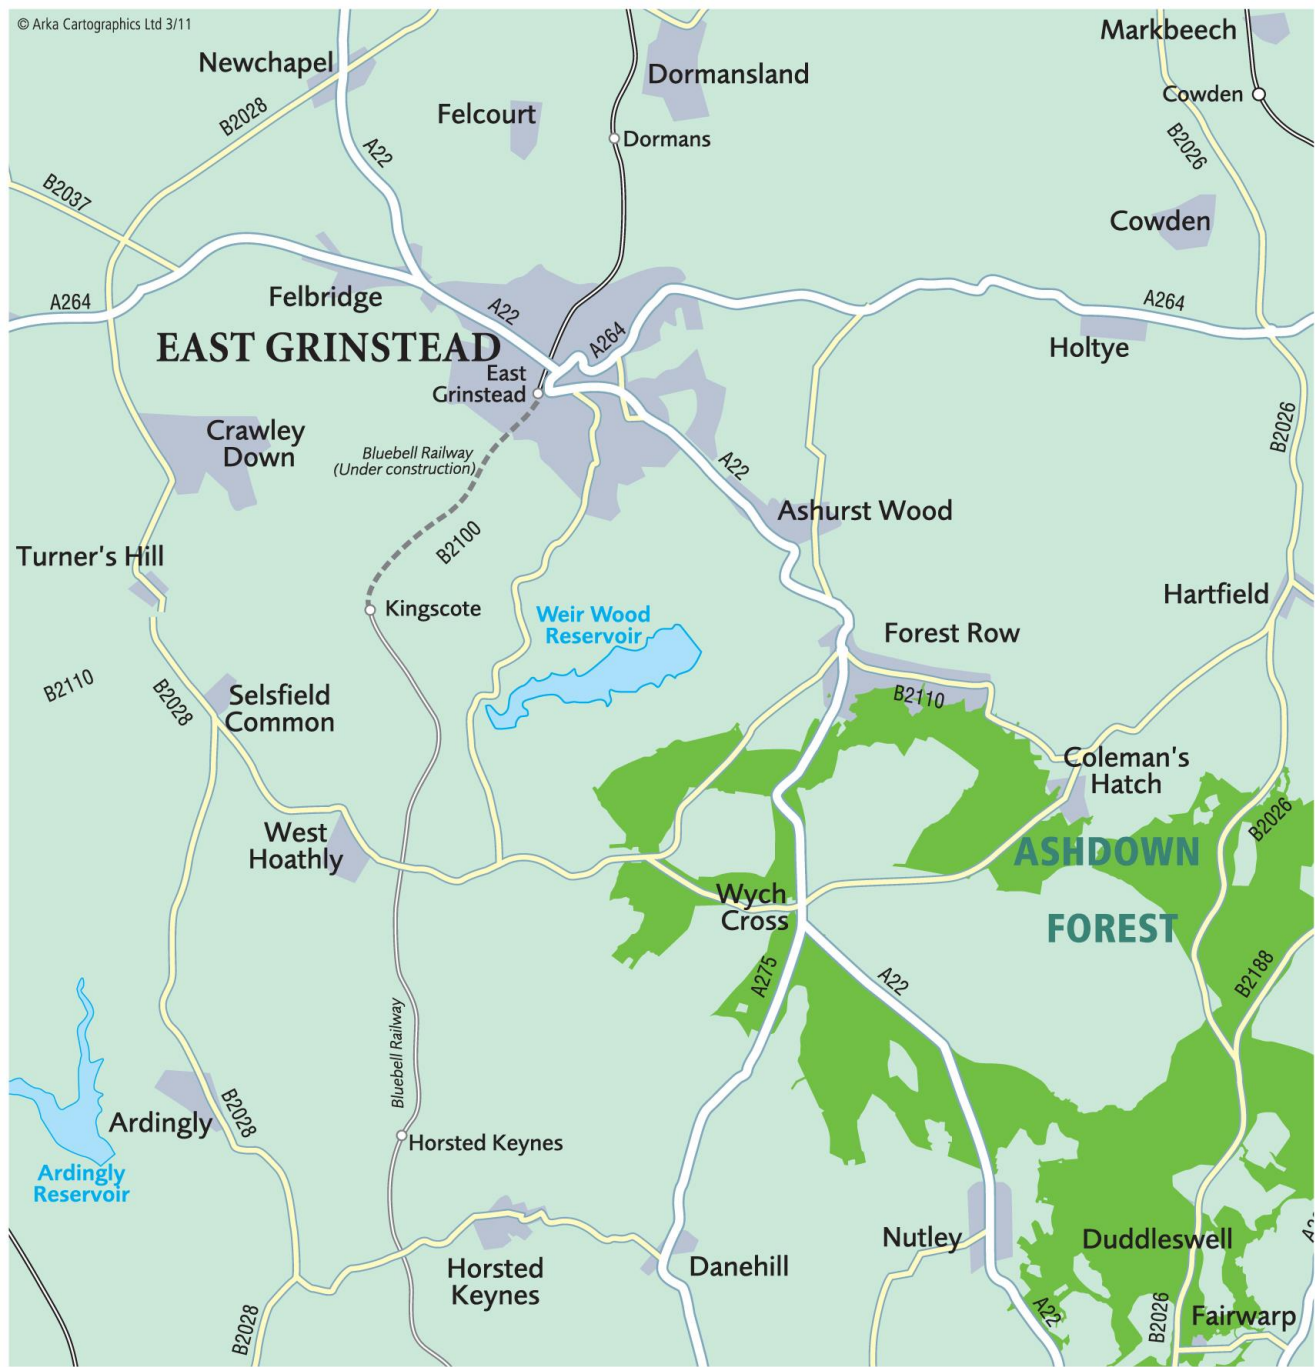 © Arka Cartographics Ltd 3/11
Markbeech
Newchapel
Dormansland
Cowden
B2028
Felcourt
Dormans
A22
B2026
B2037
Cowden
A264
Felbridge
A22
A264
A264
EAST GRINSTEAD
Holtye
East
Grinstead
B2026
Crawley
Down
Bluebell Railway
(Under construction)
A22
Ashurst Wood
B2100
Turner's Hill
Kingscote
Weir Wood
Reservoir
Hartfield
Forest Row
B2110
B2028
Selsfield
Common
B2110
Coleman's
Hatch
B2026
West
Hoathly
ASHDOWN
Wych
Cross
FOREST
A275
A22
B2188
Bluebell Railway
Ardingly
B2028
Horsted Keynes
Ardingly
Reservoir
Nutley
Duddleswell
Danehill
Horsted
Keynes
B2028
A22
B2026
Fairwarp